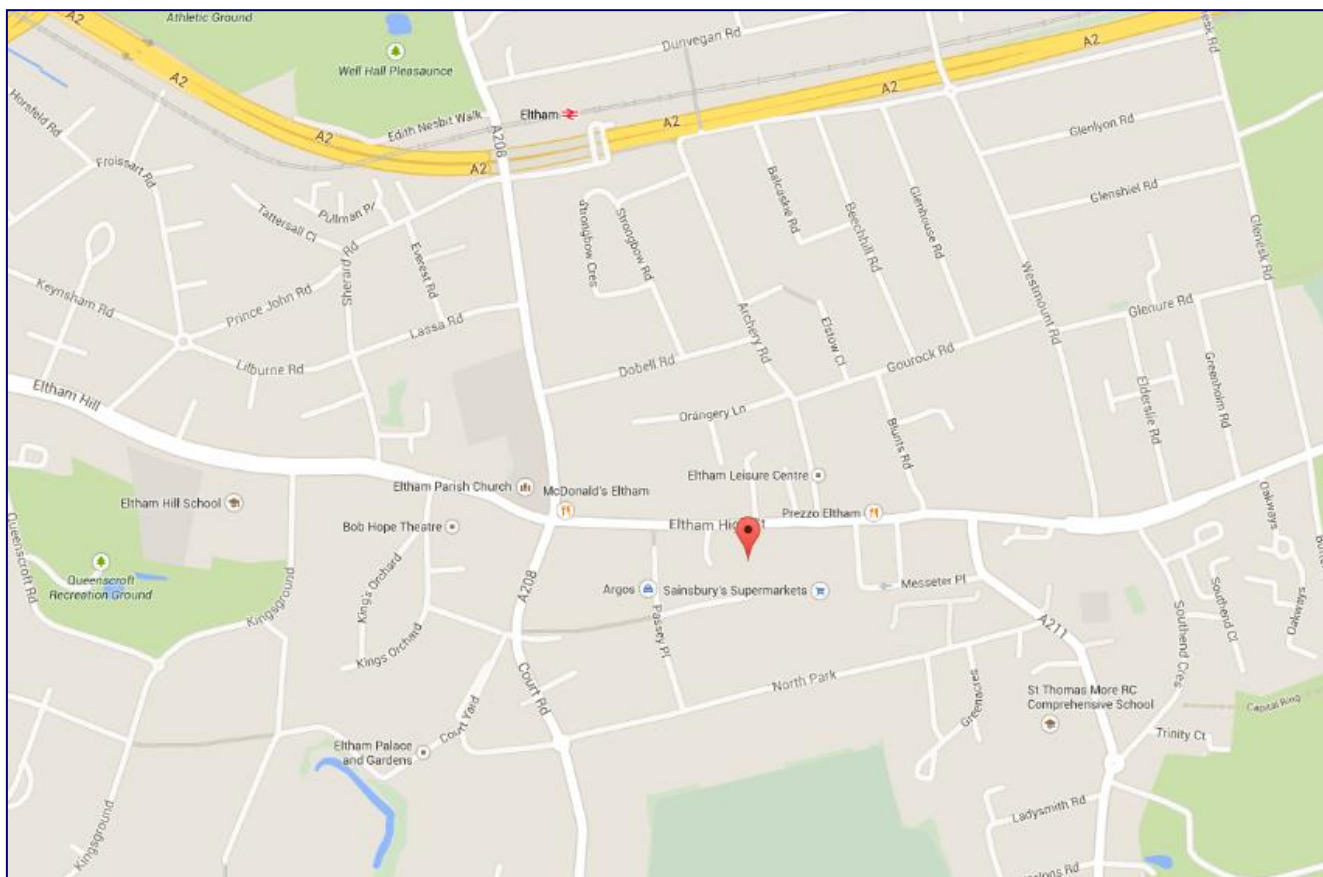 Athletic Ground
Well Hall Pleasaunce
Dunvegan Rd
A2
A2
A2
A2
A2
A2
A2
Eltham
Edith Nesbit Walk
A208
Horsfeld Rd
Froissart Rd
Tattersall Cl
Pullman Pl
Sherard Rd
Everest Rd
Prince John Rd
Keynsham Rd
Lilburne Rd
Lassa Rd
Strongbow Cres
Strongbow Rd
Archery Rd
Balcaskie Rd
Beechhill Rd
Glenhouse Rd
Westmount Rd
Glenlyon Rd
Glenshiel Rd
Glenesk Rd
Glenure Rd
Greenholm Rd
Elderslie Rd
Gourock Rd
Elstow Cl
Dobell Rd
Orangery Ln
Blunts Rd
Eltham Hill
Eltham Hill School
Eltham Parish Church
McDonald's Eltham
Eltham Leisure Centre
Prezzo Eltham
Bob Hope Theatre
Eltham High St
Queenscroft Rd
Queenscroft
Recreation Ground
Kingsground
Kingsground
King's Orchard
Kings Orchard
A208
Argos
Sainsbury's Supermarkets
Messeter Pl
Passey Pl
Court Rd
Court Yard
North Park
Eltham Palace
and Gardens
Greenacres
A211
St Thomas More RC
Comprehensive School
Southend Cres
Southend Cl
Oakways
Oakways
Capital Ring
Trinity Ct
Ladysmith Rd